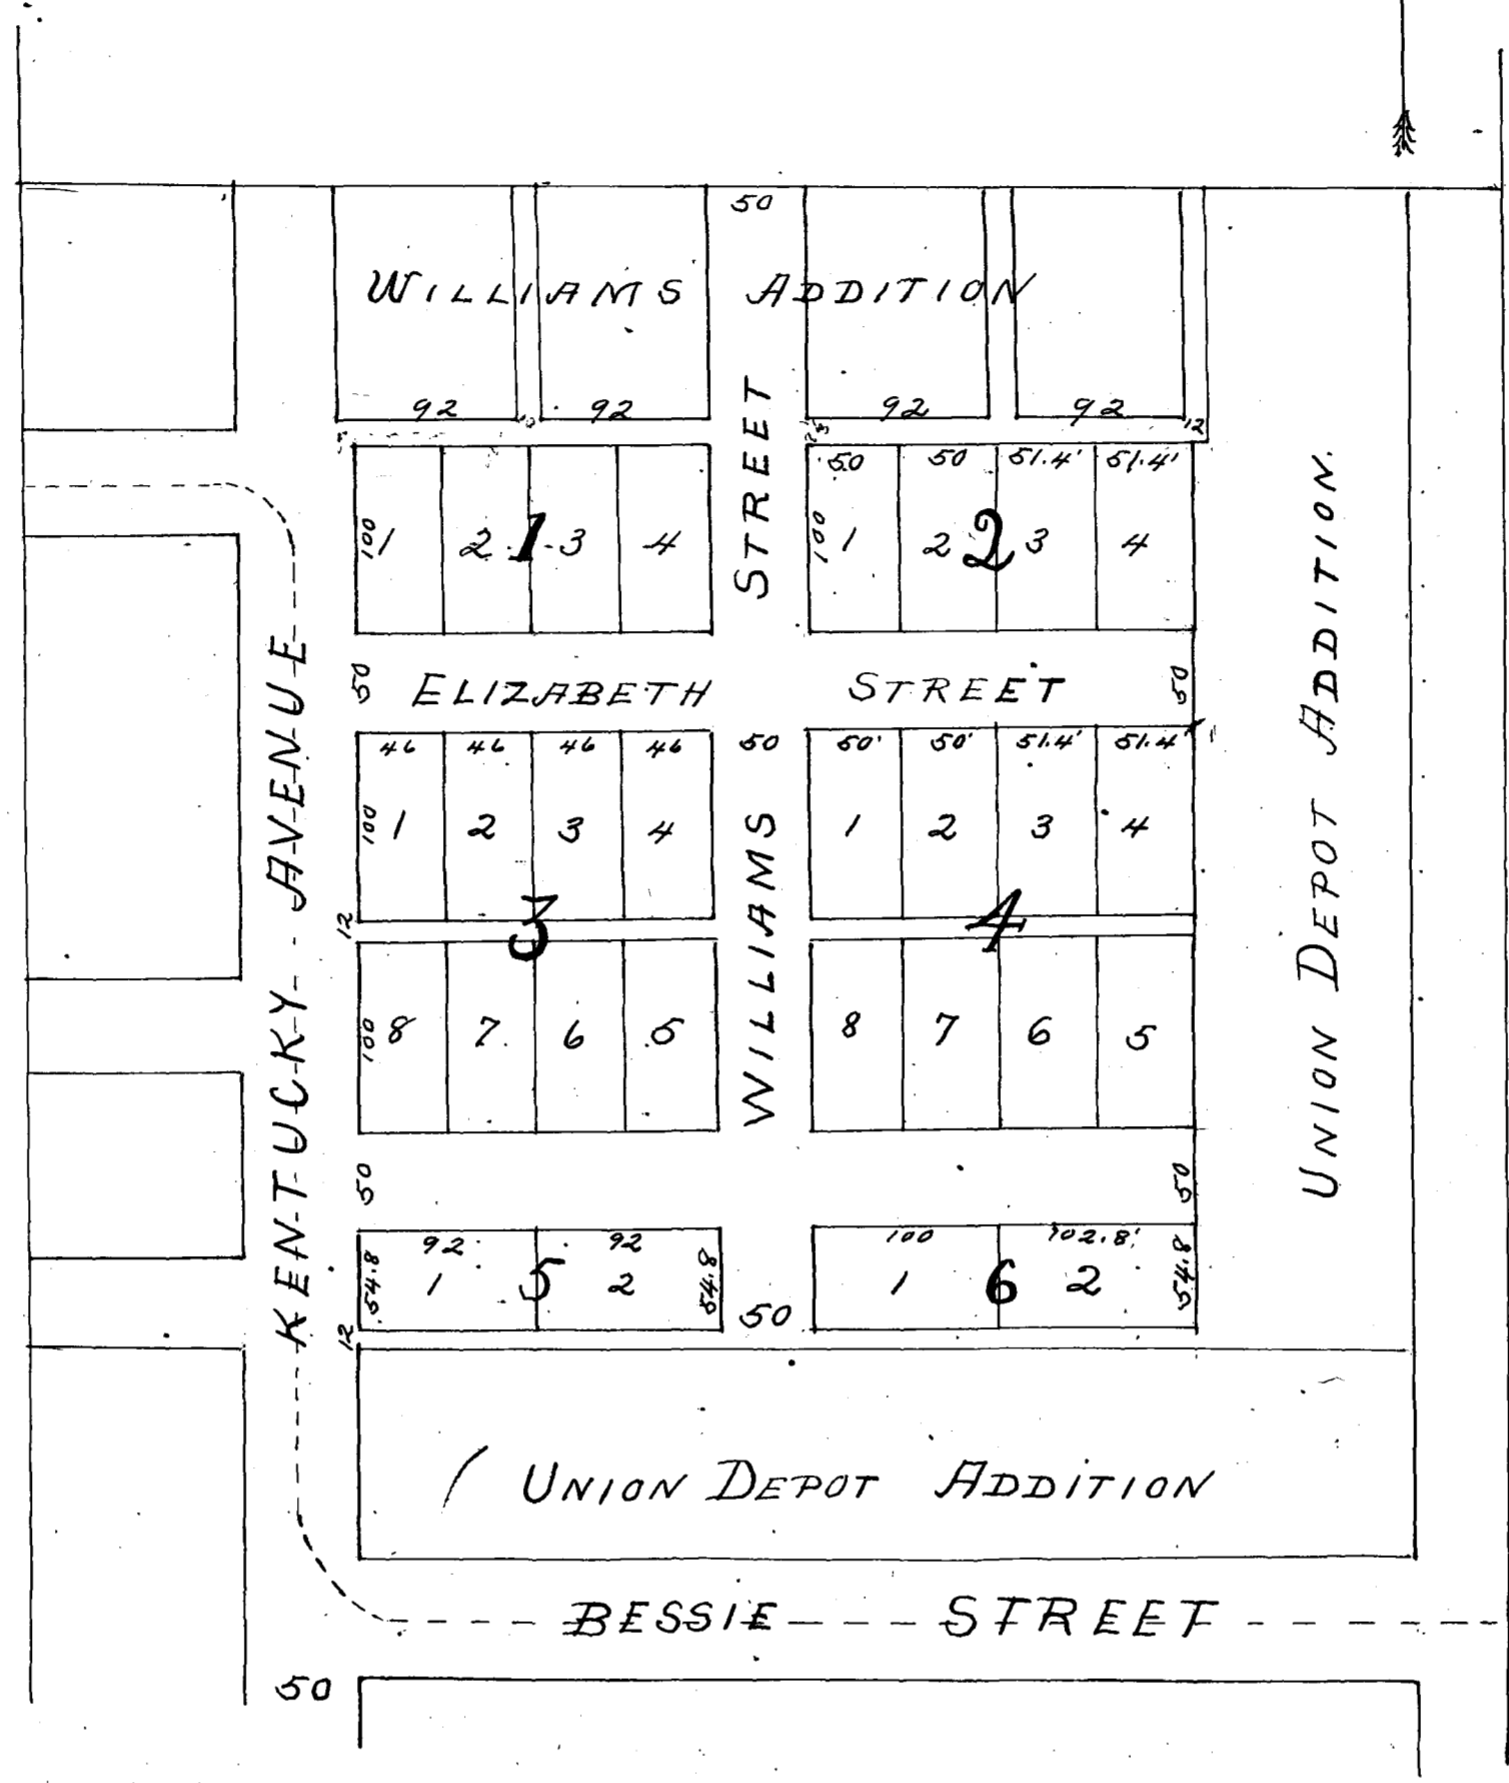 50
WILLIAMS ADDITION
92 92 92 92 12
50 50 51.4' 51.4'
100 1 2 1 3 4 100 1 2 2 3 4
STREET
50 ELIZABETH STREET 50
46 46 46 46 50 50' 50' 51.4' 51.4'
100 1 2 3 4 1 2 3 4
12 3 4
100 8 7 6 5 8 7 6 5
WILLIAMS
KENTUCKY AVENUE
UNION DEPOT ADDITION.
50 50
92 92 100 102.8'
54.8 1 5 2 54.8 1 6 2 54.8
12 50
UNION DEPOT ADDITION
BESSIE STREET
50